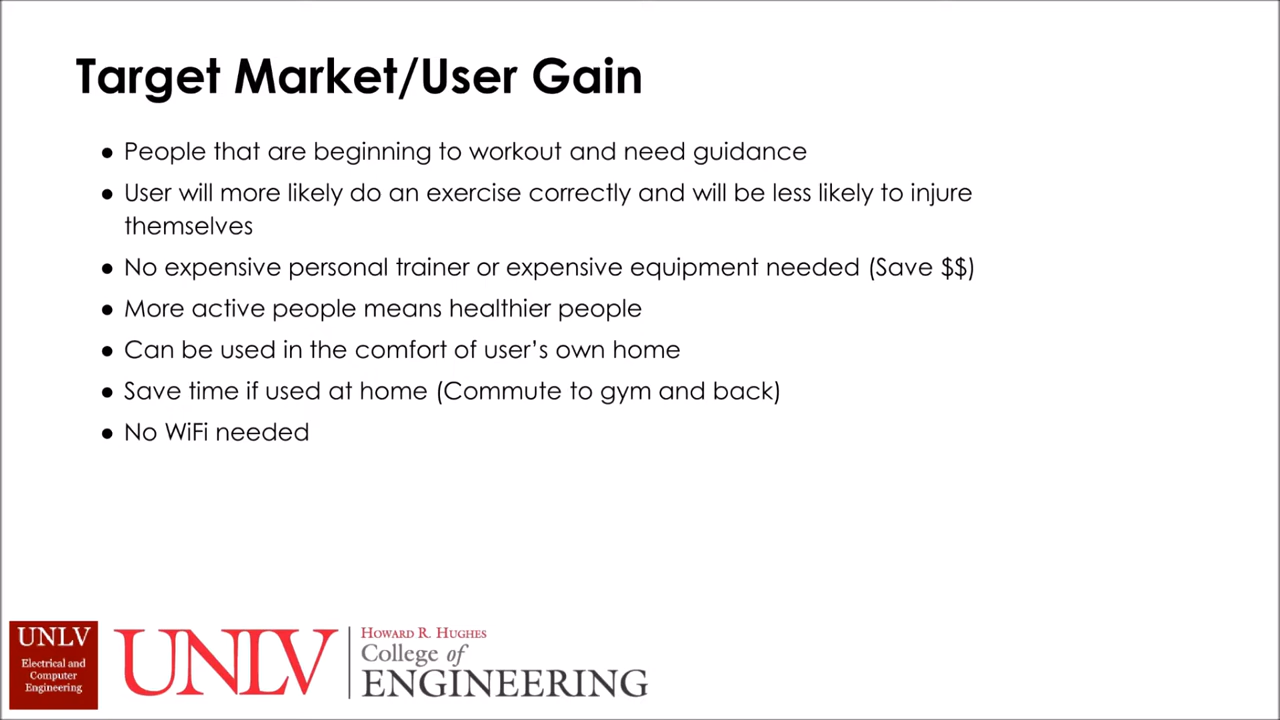 Target Market/User Gain
● People that are beginning to workout and need guidance
● User will more likely do an exercise correctly and will be less likely to injure
themselves
● No expensive personal trainer or expensive equipment needed (Save $$)
● More active people means healthier people
● Can be used in the comfort of user’s own home
● Save time if used at home (Commute to gym and back)
● No WiFi needed
UNLV
Electrical and
Computer
Engineering
UNLV
Howard R. Hughes
College of
ENGINEERING